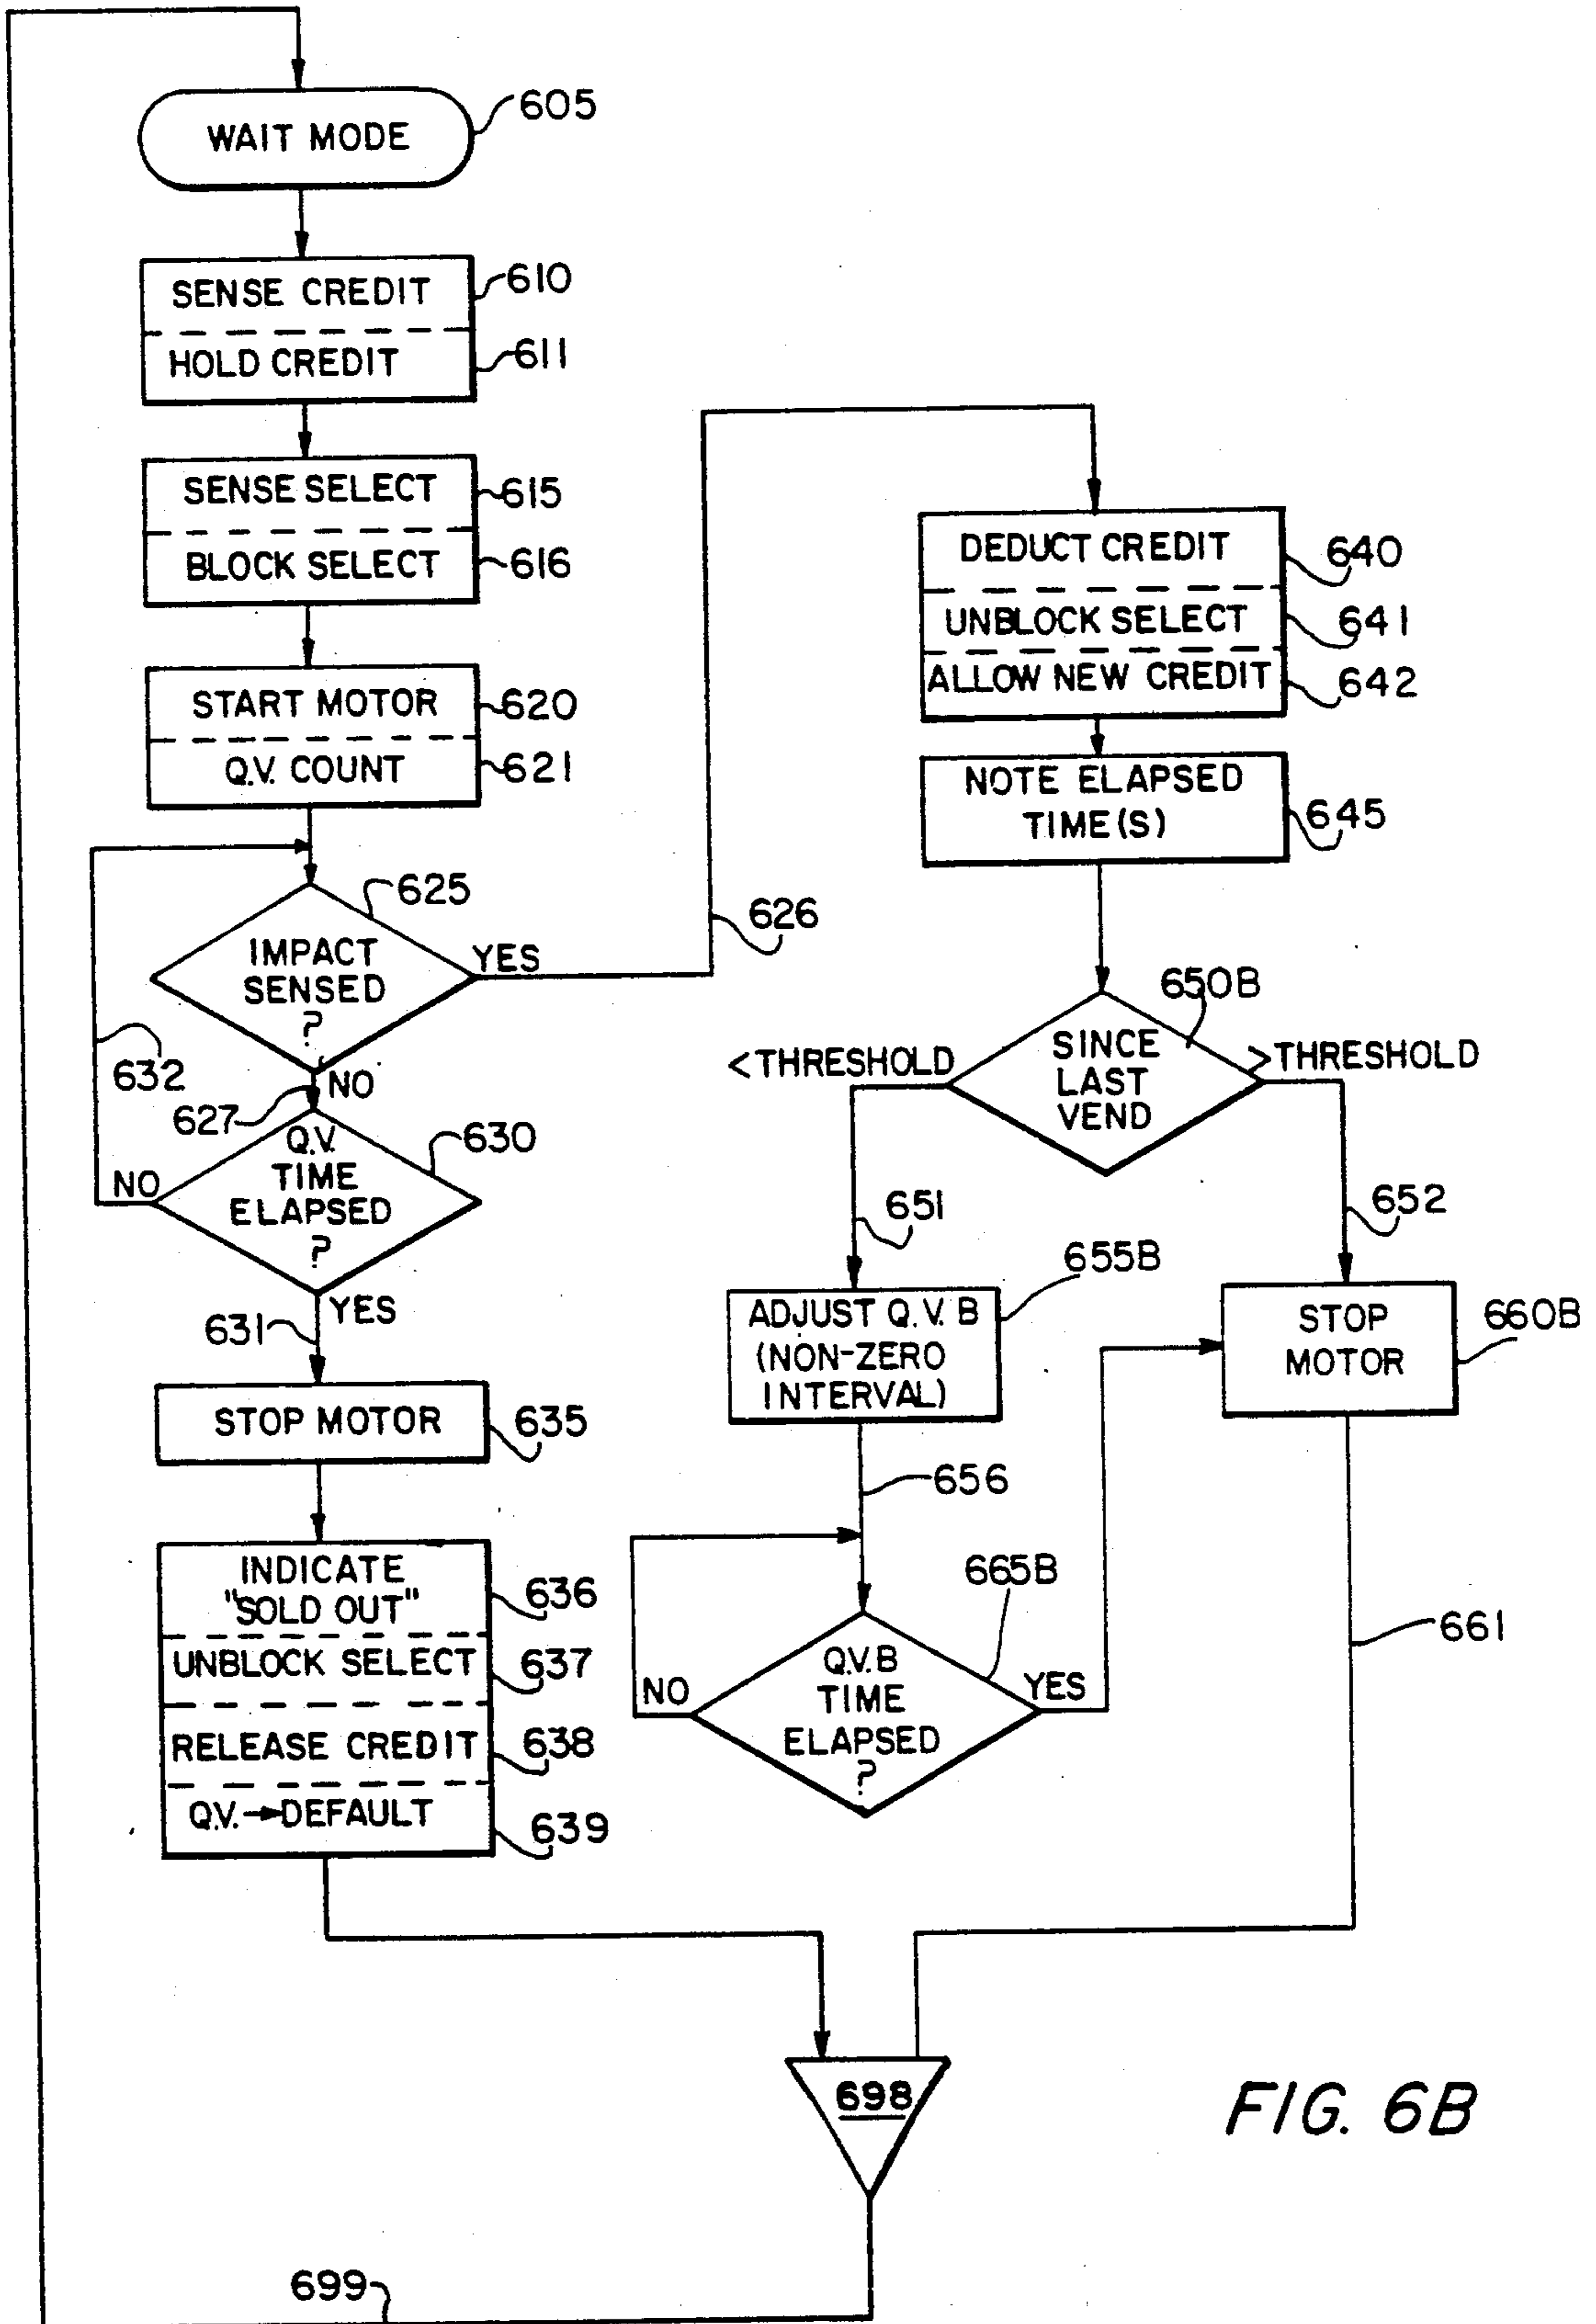 WAIT MODE
605
SENSE CREDIT
610
HOLD CREDIT
611
SENSE SELECT
615
BLOCK SELECT
616
START MOTOR
620
Q.V. COUNT
621
625
IMPACT
SENSED
?
YES
626
632
NO
627
Q.V.
TIME
ELAPSED
?
630
NO
YES
631
STOP MOTOR
635
INDICATE
"SOLD OUT"
636
UNBLOCK SELECT
637
RELEASE CREDIT
638
Q.V.→DEFAULT
639
DEDUCT CREDIT
640
UNBLOCK SELECT
641
ALLOW NEW CREDIT
642
NOTE ELAPSED
TIME(S)
645
650B
<THRESHOLD
SINCE
LAST
VEND
>THRESHOLD
651
652
655B
ADJUST Q.V. B
(NON-ZERO
INTERVAL)
STOP
MOTOR
660B
656
665B
Q.V.B
TIME
ELAPSED
?
NO
YES
661
698
699
FIG. 6B